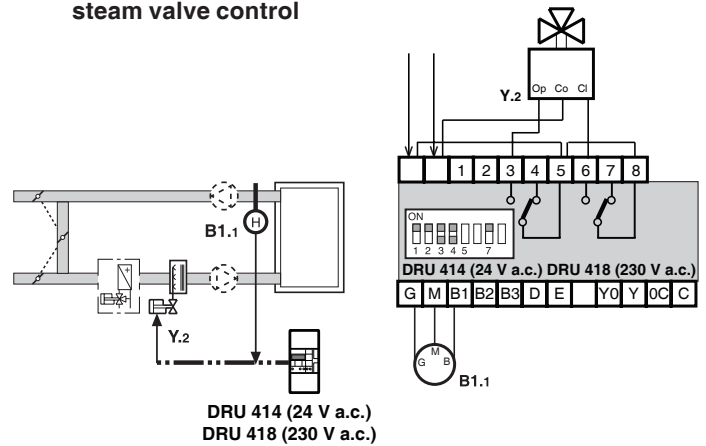 steam valve control
Op Co Cl
Y.2
1 2 3 4 5 6 7 8
ON
1 2 3 4 5 7
DRU 414 (24 V a.c.) DRU 418 (230 V a.c.)
G M B1 B2 B3 D E Y0 Y 0C C
G M B
B1.1
H
B1.1
Y.2
DRU 414 (24 V a.c.)
DRU 418 (230 V a.c.)